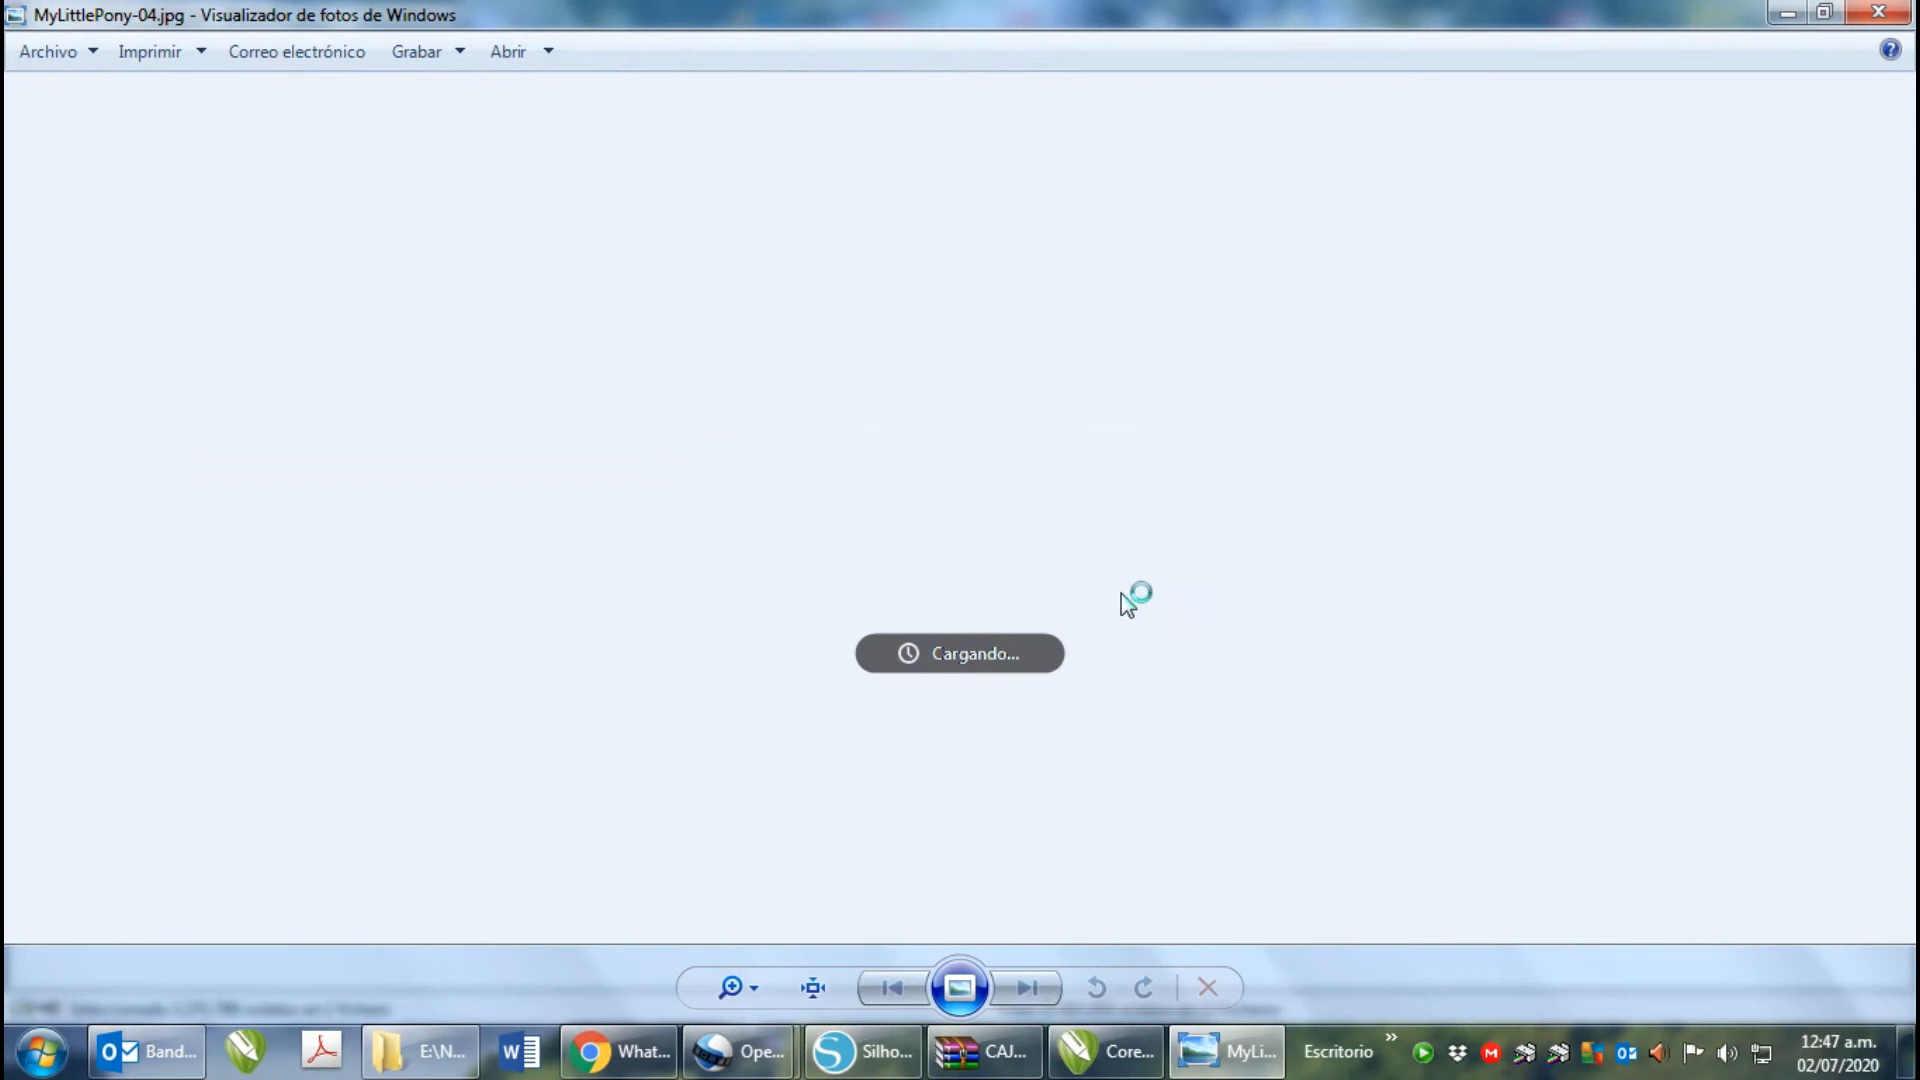 MyLittlePony-04.jpg - Visualizador de fotos de Windows
Archivo Imprimir Correo electrónico Grabar Abrir
Cargando...
Band... E:\N... What... Ope... Silho... CAJ... Core... MyLi... Escritorio
12:47 a.m.
02/07/2020